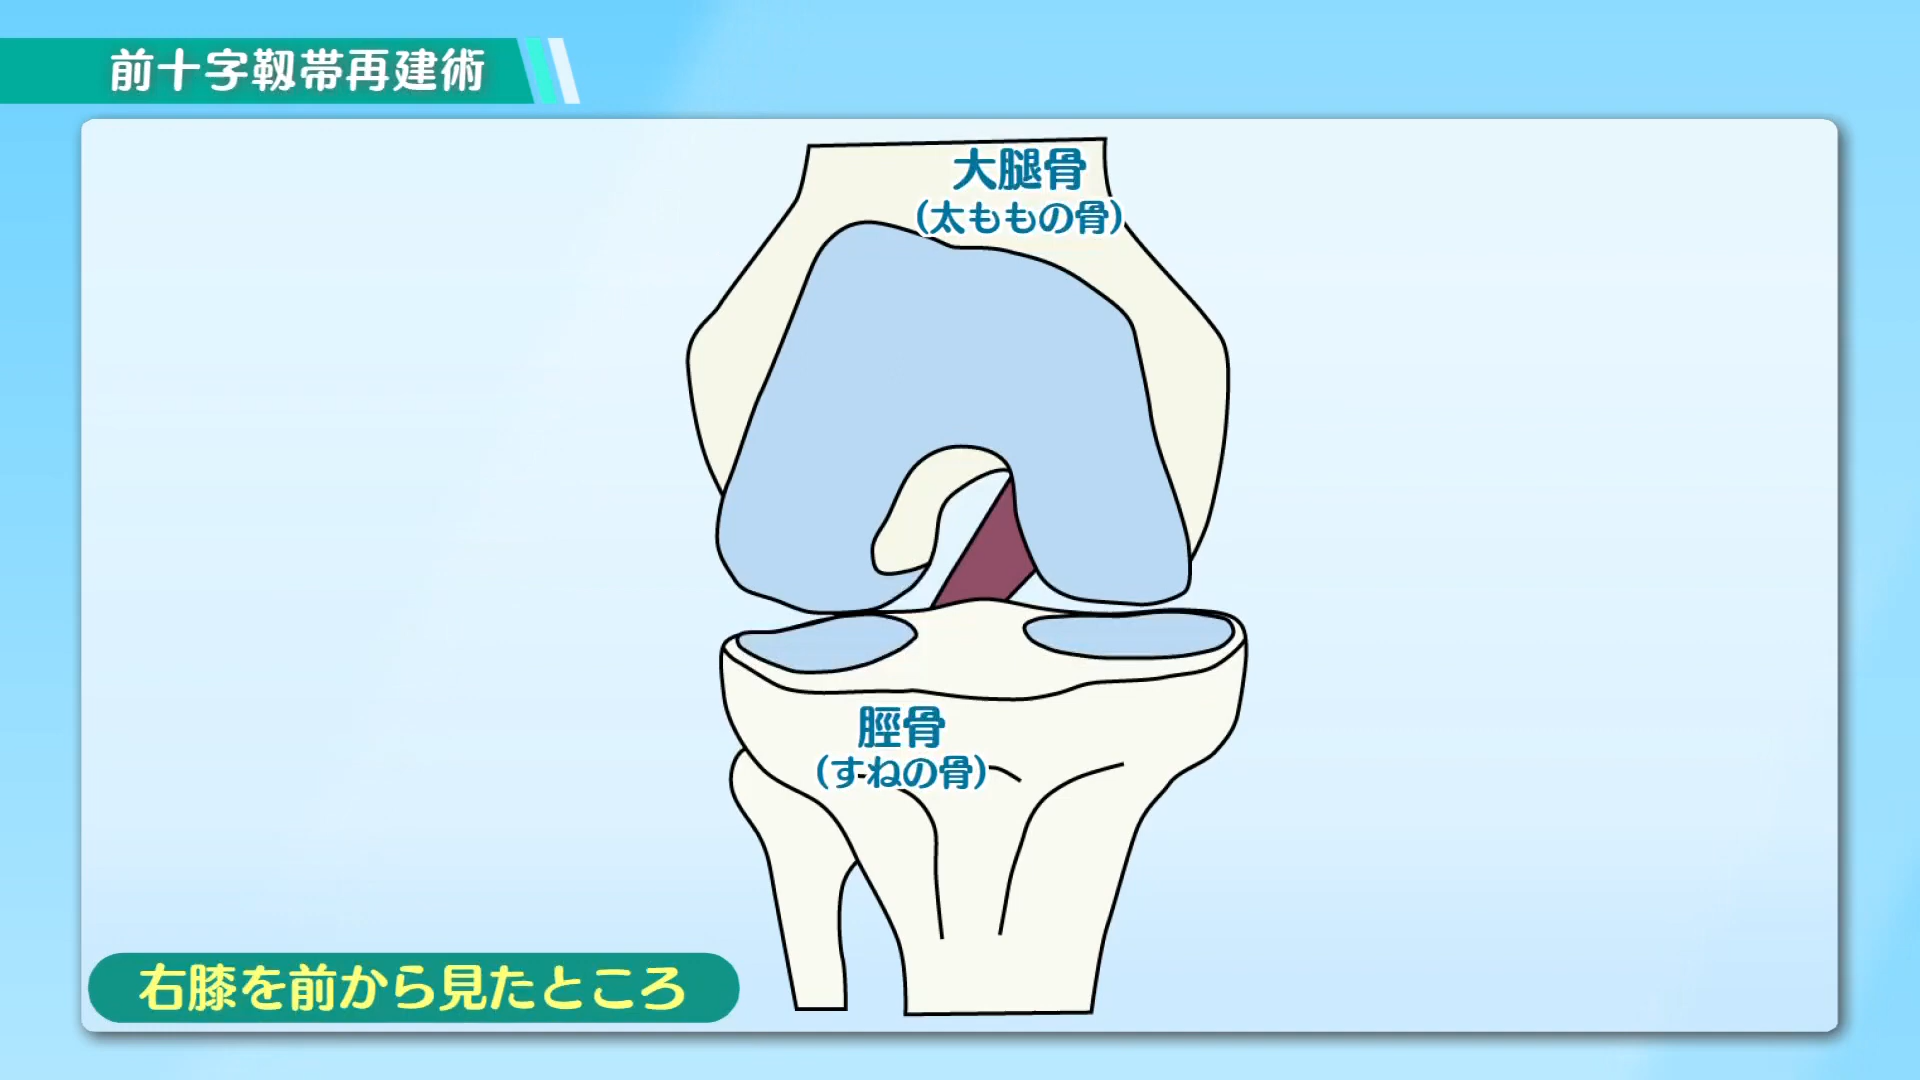 前十字靱帯再建術
大腿骨
(太ももの骨)
脛骨
(すねの骨)
右膝を前から見たところ